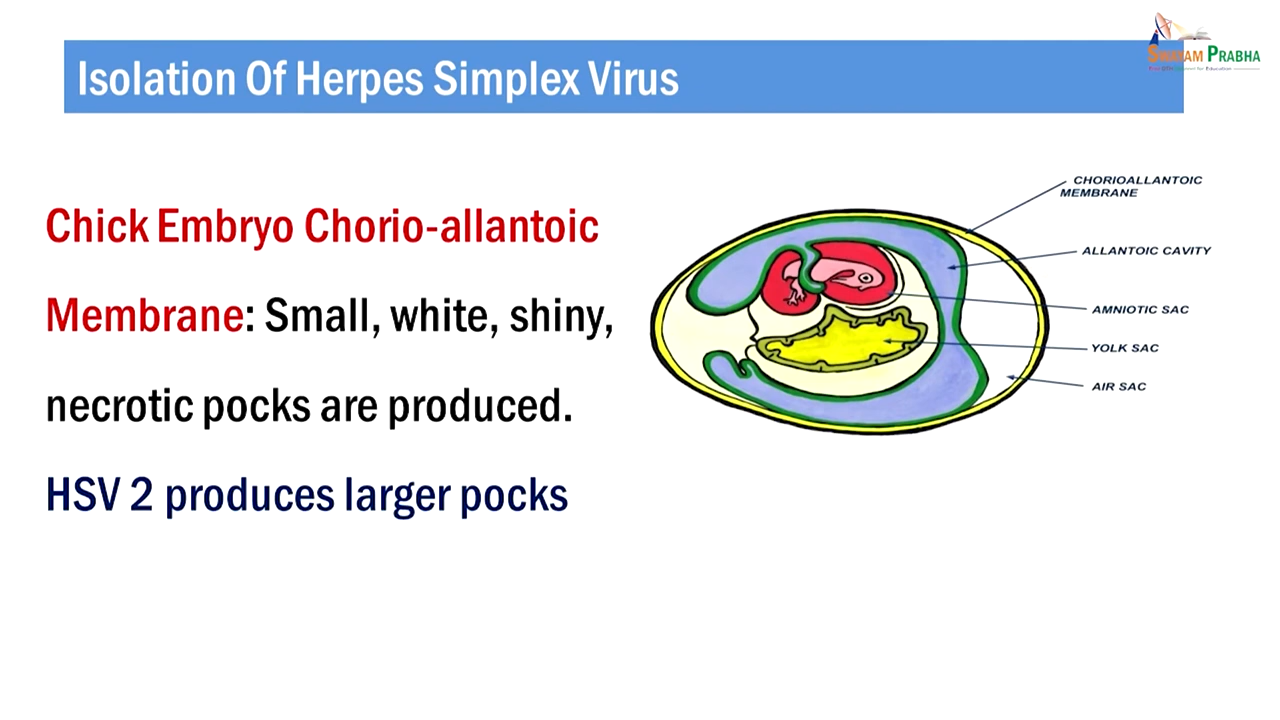 Isolation Of Herpes Simplex Virus
SWAYAM PRABHA
Chick Embryo Chorio-allantoic
Membrane: Small, white, shiny,
necrotic pocks are produced.
HSV 2 produces larger pocks
CHORIOALLANTOIC
MEMBRANE
ALLANTOIC CAVITY
AMNIOTIC SAC
YOLK SAC
AIR SAC